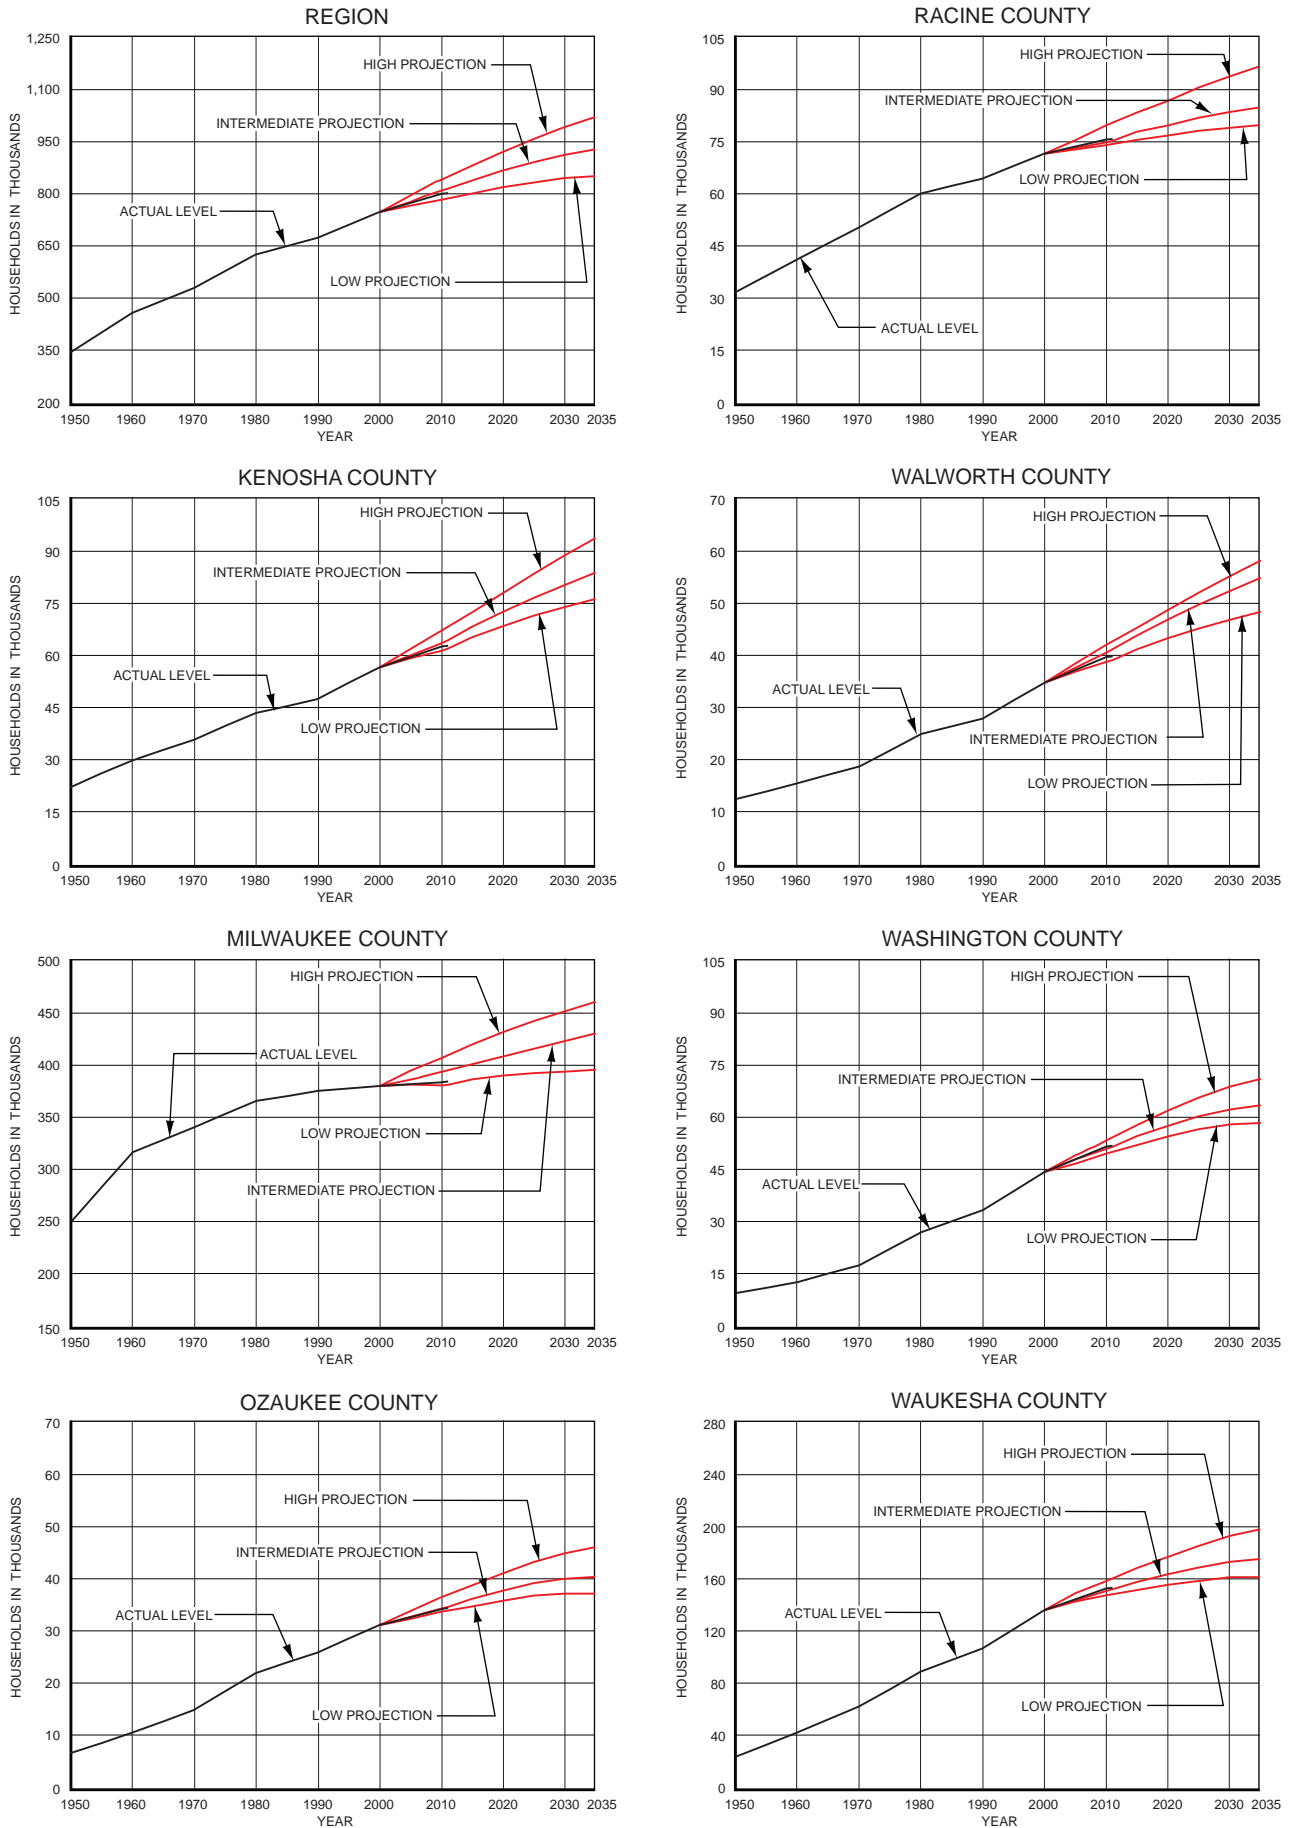 REGION
1,250
1,100
950
800
650
500
350
200
HOUSEHOLDS IN THOUSANDS
HIGH PROJECTION
INTERMEDIATE PROJECTION
ACTUAL LEVEL
LOW PROJECTION
1950 1960 1970 1980 1990 2000 2010 2020 2030 2035
YEAR
RACINE COUNTY
105
90
75
60
45
30
15
0
HOUSEHOLDS IN THOUSANDS
HIGH PROJECTION
INTERMEDIATE PROJECTION
LOW PROJECTION
ACTUAL LEVEL
1950 1960 1970 1980 1990 2000 2010 2020 2030 2035
YEAR
KENOSHA COUNTY
105
90
75
60
45
30
15
0
HOUSEHOLDS IN THOUSANDS
HIGH PROJECTION
INTERMEDIATE PROJECTION
ACTUAL LEVEL
LOW PROJECTION
1950 1960 1970 1980 1990 2000 2010 2020 2030 2035
YEAR
WALWORTH COUNTY
70
60
50
40
30
20
10
0
HOUSEHOLDS IN THOUSANDS
HIGH PROJECTION
ACTUAL LEVEL
INTERMEDIATE PROJECTION
LOW PROJECTION
1950 1960 1970 1980 1990 2000 2010 2020 2030 2035
YEAR
MILWAUKEE COUNTY
500
450
400
350
300
250
200
150
HOUSEHOLDS IN THOUSANDS
HIGH PROJECTION
ACTUAL LEVEL
LOW PROJECTION
INTERMEDIATE PROJECTION
1950 1960 1970 1980 1990 2000 2010 2020 2030 2035
YEAR
WASHINGTON COUNTY
105
90
75
60
45
30
15
0
HOUSEHOLDS IN THOUSANDS
HIGH PROJECTION
INTERMEDIATE PROJECTION
ACTUAL LEVEL
LOW PROJECTION
1950 1960 1970 1980 1990 2000 2010 2020 2030 2035
YEAR
OZAUKEE COUNTY
70
60
50
40
30
20
10
0
HOUSEHOLDS IN THOUSANDS
HIGH PROJECTION
INTERMEDIATE PROJECTION
ACTUAL LEVEL
LOW PROJECTION
1950 1960 1970 1980 1990 2000 2010 2020 2030 2035
YEAR
WAUKESHA COUNTY
280
240
200
160
120
80
40
0
HOUSEHOLDS IN THOUSANDS
HIGH PROJECTION
INTERMEDIATE PROJECTION
ACTUAL LEVEL
LOW PROJECTION
1950 1960 1970 1980 1990 2000 2010 2020 2030 2035
YEAR